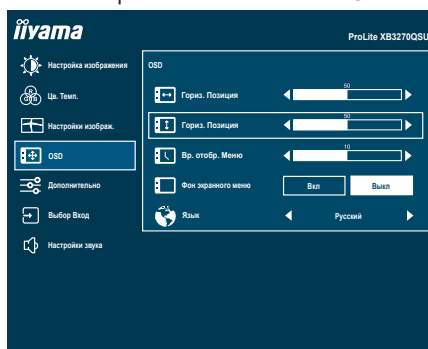 iiyama
ProLite XB3270QSU
Настройка изображения
Цв. Темп.
Настройки изображ.
OSD
Дополнительно
Выбор Вход
Настройки звука
OSD
Гориз. Позиция
50
Гориз. Позиция
50
Вр. отобр. Меню
10
Фон экранного меню
Вкл
Выкл
Язык
Русский